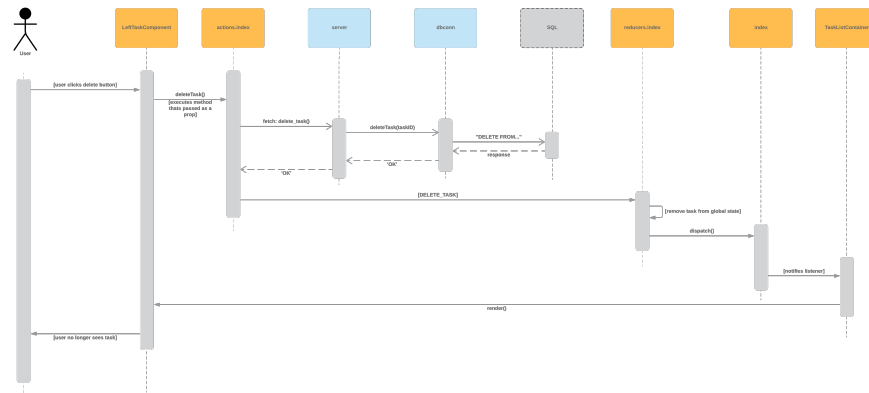 User
LeftTaskComponent
actions.index
server
dbconn
SQL
reducers.index
index
TaskListContainer
[user clicks delete button]
deleteTask()
[executes method
thats passed as a
prop]
fetch: delete_task()
deleteTask(taskID)
"DELETE FROM..."
response
'OK'
'OK'
[DELETE_TASK]
[remove task from global state]
dispatch()
[notifies listener]
render()
[user no longer sees task]